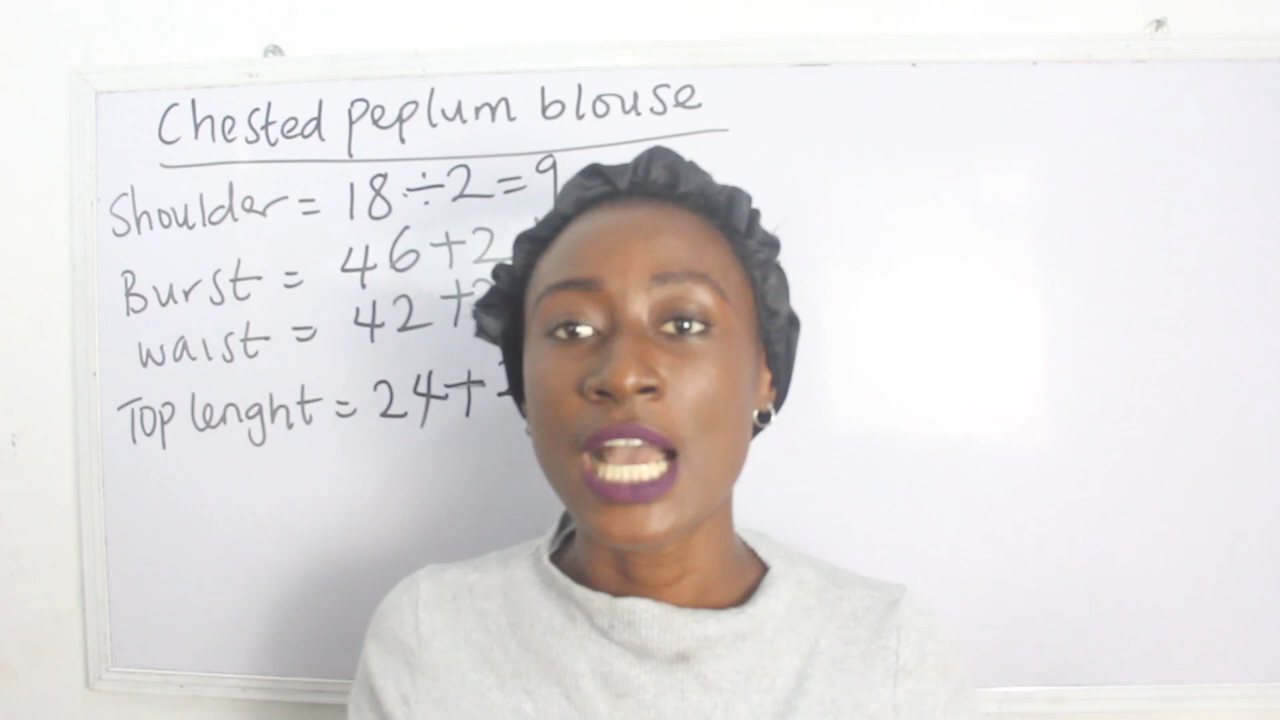 Chested peplum blouse
Shoulder = 18 ÷ 2 = 9
Burst = 46 + 2
waist = 42 +
Top lenght = 24 +